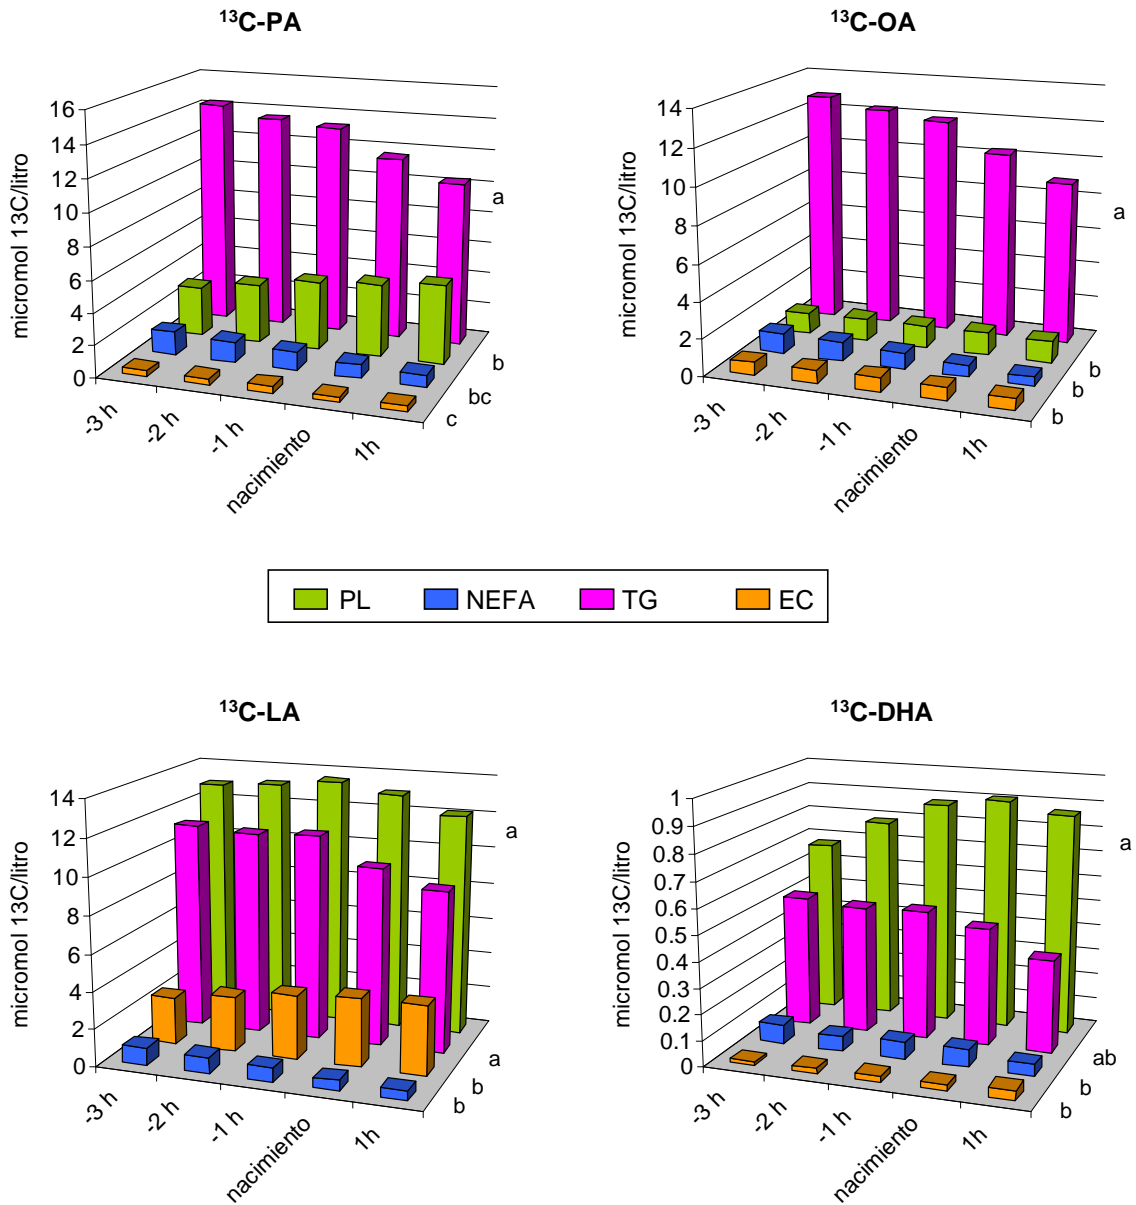 ¹³C-PA
micromol 13C/litro
16
14
12
10
8
6
4
2
0
-3 h
-2 h
-1 h
nacimiento
1h
a
b
bc
c
¹³C-OA
micromol 13C/litro
14
12
10
8
6
4
2
0
-3 h
-2 h
-1 h
nacimiento
1h
a
b
b
b
PL NEFA TG EC
¹³C-LA
micromol 13C/litro
14
12
10
8
6
4
2
0
-3 h
-2 h
-1 h
nacimiento
1h
a
a
b
b
¹³C-DHA
micromol 13C/litro
1
0.9
0.8
0.7
0.6
0.5
0.4
0.3
0.2
0.1
0
-3 h
-2 h
-1 h
nacimiento
1h
a
ab
b
b